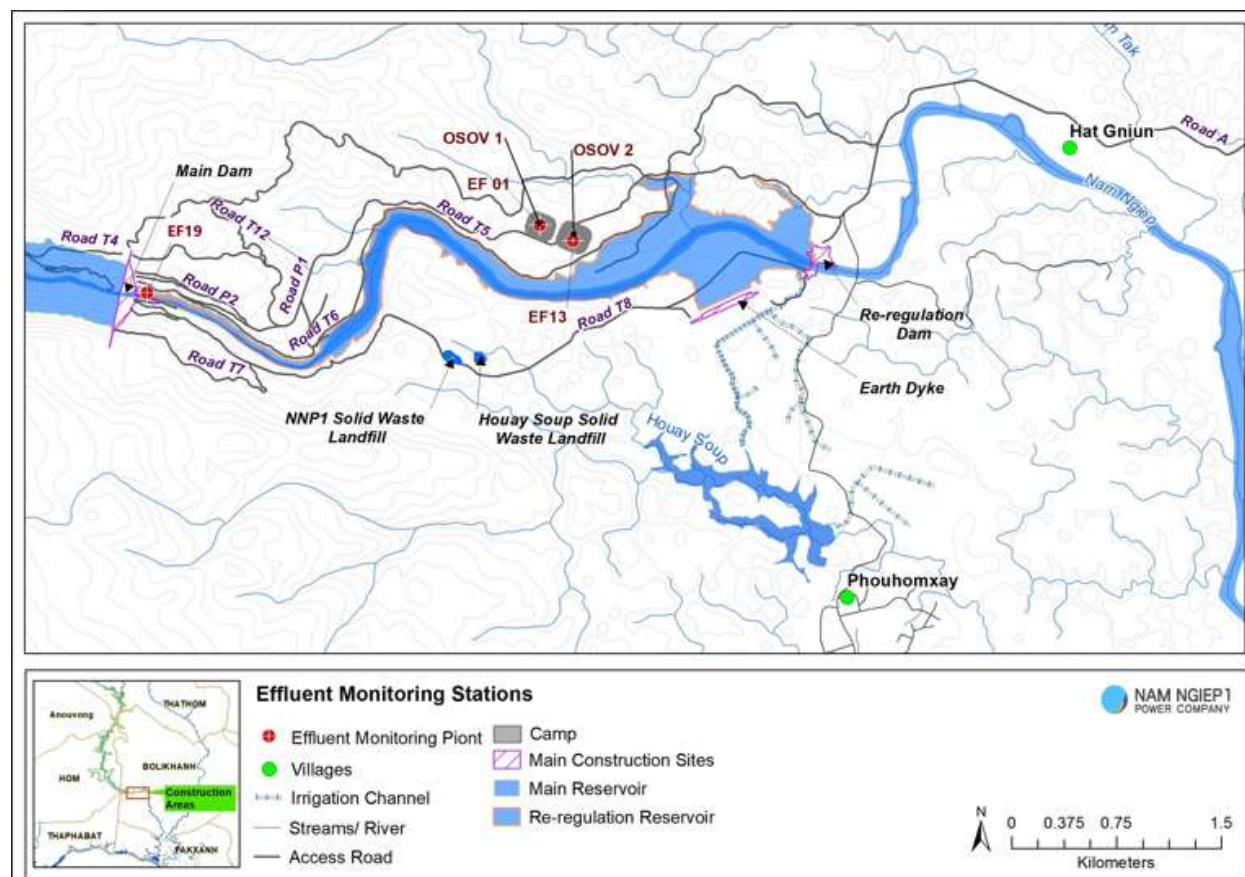 n Tak
OSOV 1
OSOV 2
Hat Gniun
Road A
Main Dam
EF 01
Nam Ngiep
Road T5
Road T4
Road T12
EF19
Road P1
Road P2
Road T6
EF13
Road T8
Re-regulation
Dam
Road T7
Earth Dyke
NNP1 Solid Waste
Landfill
Houay Soup Solid
Waste Landfill
Houay Soup
Phouhomxay
Anouvong
THATHOM
BOLIKHANH
HOM
Construction
Areas
THAPHABAT
PAKXANH
Effluent Monitoring Stations
Effluent Monitoring Piont
Villages
Irrigation Channel
Streams/ River
Access Road
Camp
Main Construction Sites
Main Reservoir
Re-regulation Reservoir
NAM NGIEP1
POWER COMPANY
N
0 0.375 0.75 1.5
Kilometers